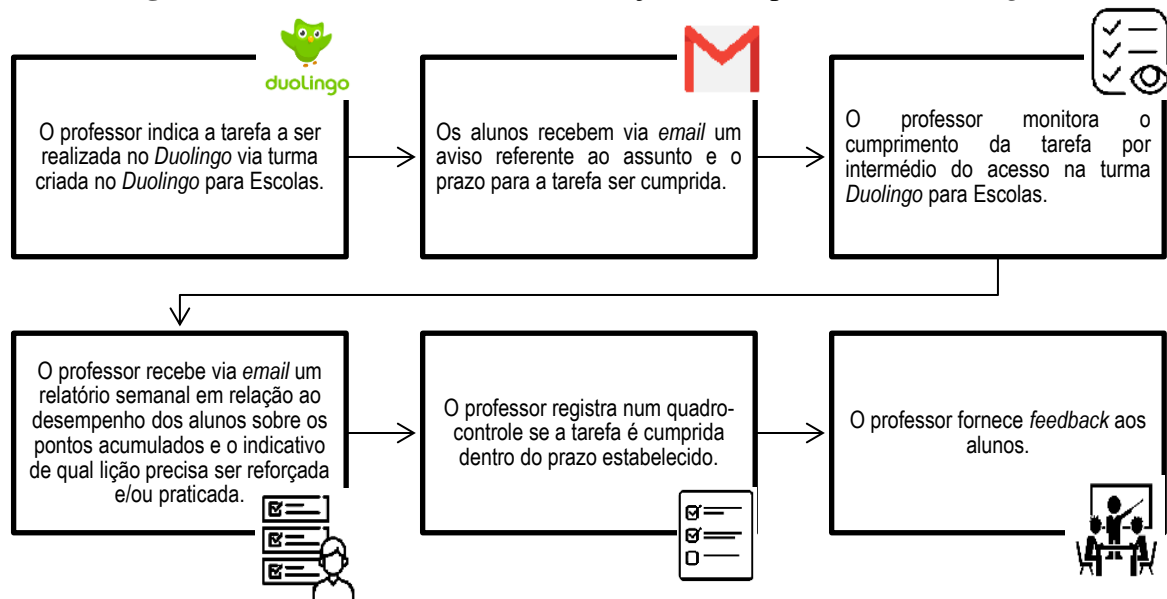 duolingo
O professor indica a tarefa a ser
realizada no Duolingo via turma
criada no Duolingo para Escolas.
Os alunos recebem via email um
aviso referente ao assunto e o
prazo para a tarefa ser cumprida.
O professor monitora o
cumprimento da tarefa por
intermédio do acesso na turma
Duolingo para Escolas.
O professor recebe via email um
relatório semanal em relação ao
desempenho dos alunos sobre os
pontos acumulados e o indicativo
de qual lição precisa ser reforçada
e/ou praticada.
O professor registra num quadro-
controle se a tarefa é cumprida
dentro do prazo estabelecido.
O professor fornece feedback aos
alunos.